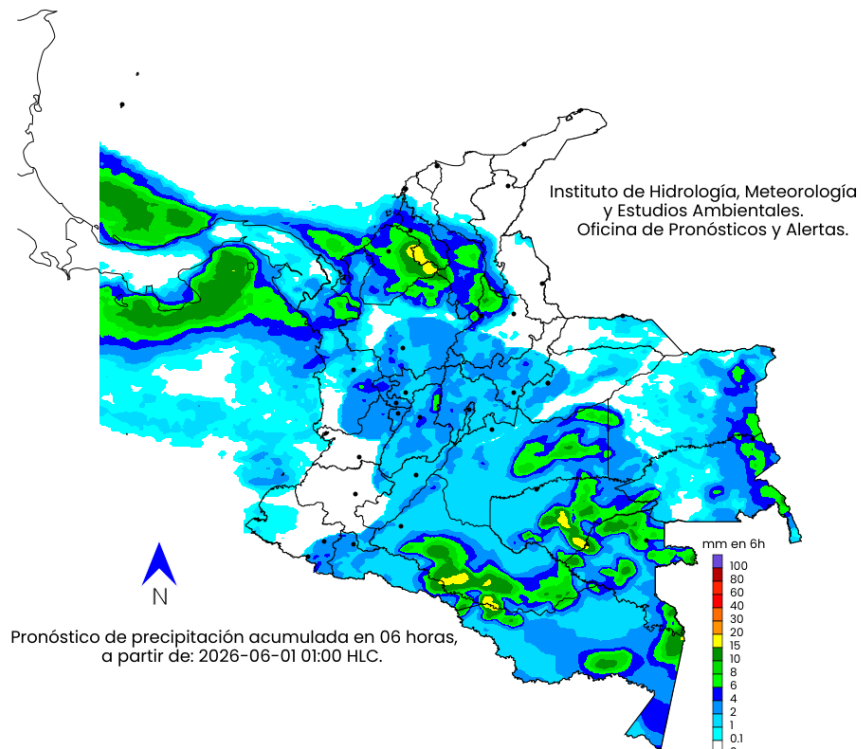 Instituto de Hidrología, Meteorología
y Estudios Ambientales.
Oficina de Pronósticos y Alertas.
mm en 6h
100
80
60
40
30
20
15
10
8
6
4
2
1
0.1
N
Pronóstico de precipitación acumulada en 06 horas,
a partir de: 2026-06-01 01:00 HLC.